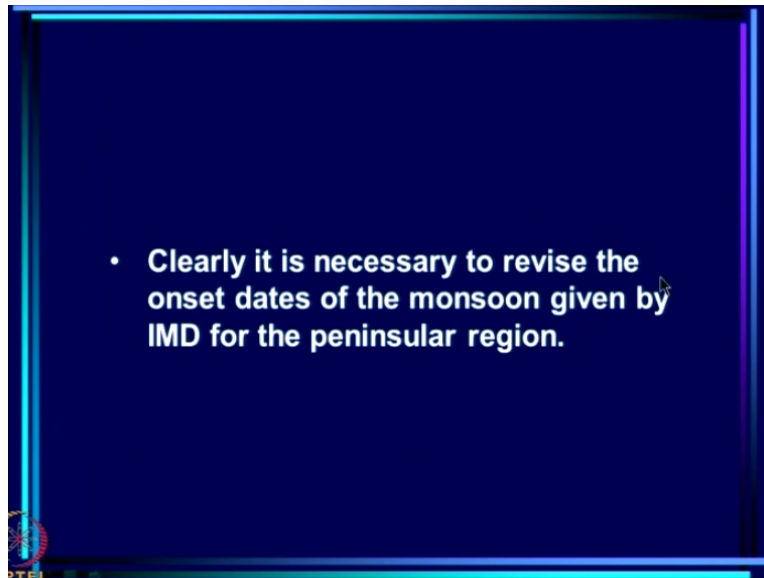 • Clearly it is necessary to revise the
onset dates of the monsoon given by
IMD for the peninsular region.
PTEL